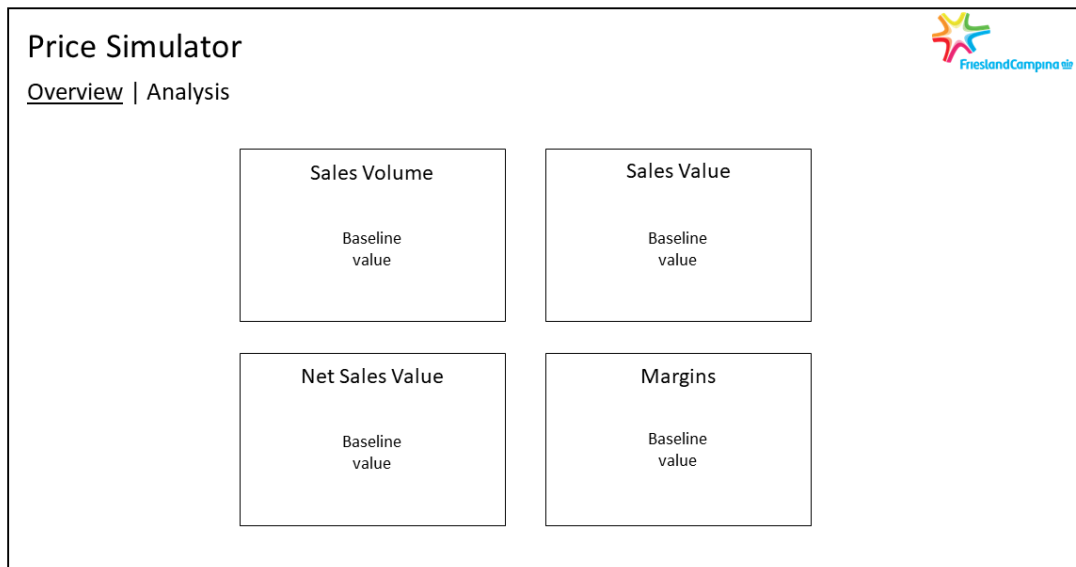 Price Simulator
FrieslandCampina
Overview | Analysis
Sales Volume
Baseline
value
Sales Value
Baseline
value
Net Sales Value
Baseline
value
Margins
Baseline
value